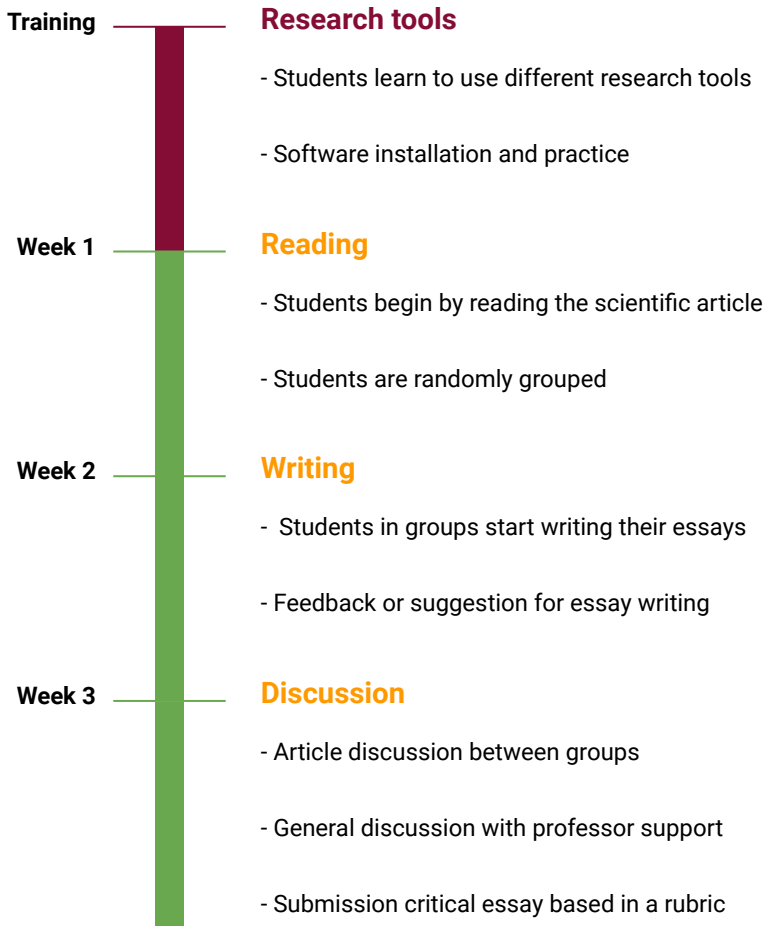 Training
Research tools
- Students learn to use different research tools
- Software installation and practice
Week 1
Reading
- Students begin by reading the scientific article
- Students are randomly grouped
Week 2
Writing
-  Students in groups start writing their essays
- Feedback or suggestion for essay writing
Week 3
Discussion
- Article discussion between groups
- General discussion with professor support
- Submission critical essay based in a rubric